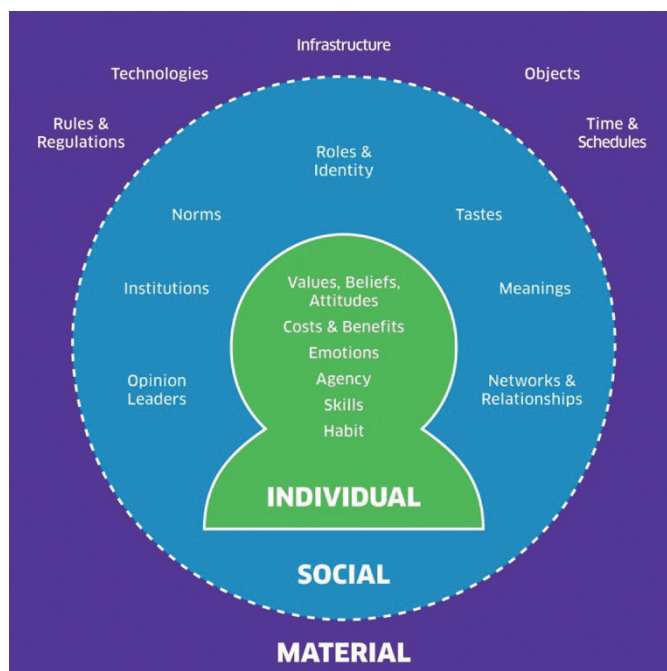 Infrastructure
Technologies
Objects
Rules &
Regulations
Time &
Schedules
Roles &
Identity
Norms
Tastes
Institutions
Meanings
Opinion
Leaders
Networks &
Relationships
Values, Beliefs,
Attitudes
Costs & Benefits
Emotions
Agency
Skills
Habit
INDIVIDUAL
SOCIAL
MATERIAL